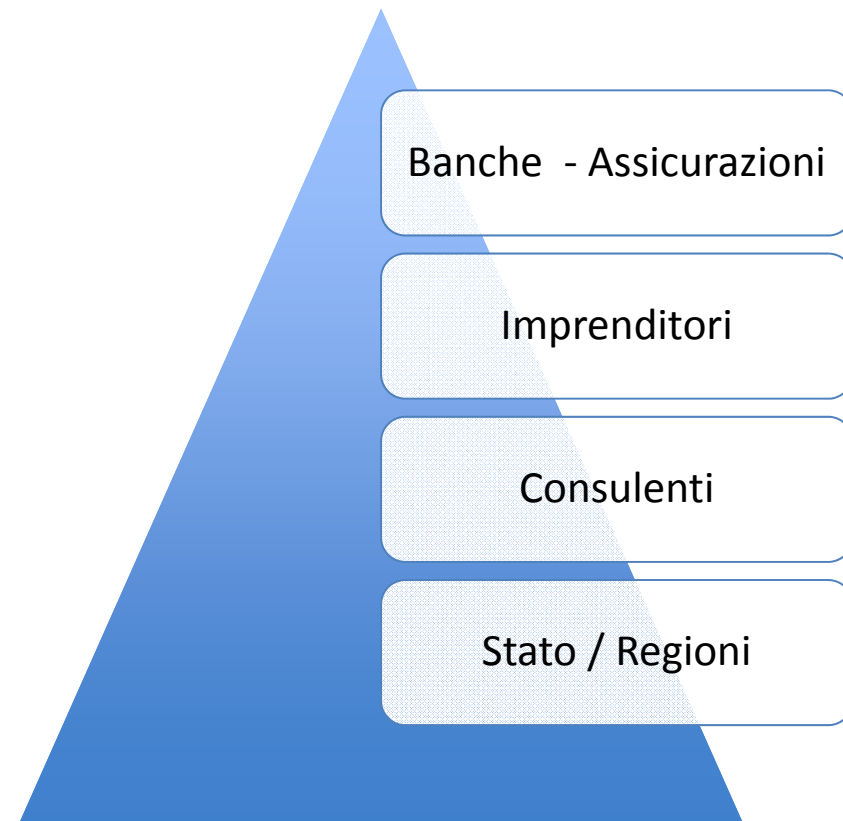 Banche - Assicurazioni
Imprenditori
Consulenti
Stato / Regioni